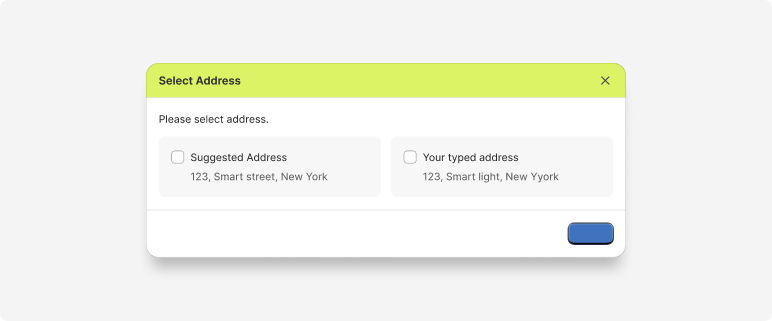 Select Address
Please select address.
Suggested Address
123, Smart street, New York
Your typed address
123, Smart light, New Yyork